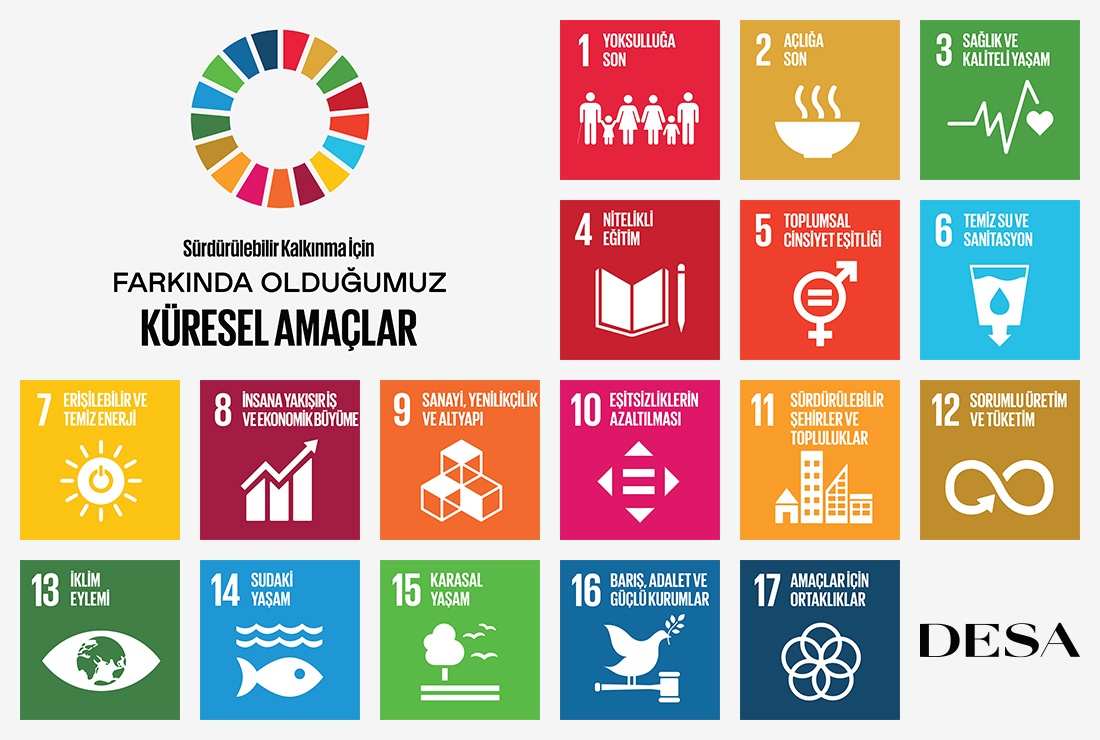 Sürdürülebilir Kalkınma İçin
FARKINDA OLDUĞUMUZ
KÜRESEL AMAÇLAR
1 YOKSULLUĞA
SON
2 AÇLIĞA
SON
3 SAĞLIK VE
KALİTELİ YAŞAM
4 NİTELİKLİ
EĞİTİM
5 TOPLUMSAL
CİNSİYET EŞİTLİĞİ
6 TEMİZ SU VE
SANİTASYON
7 ERİŞİLEBİLİR VE
TEMİZ ENERJİ
8 İNSANA YAKIŞIR İŞ
VE EKONOMİK BÜYÜME
9 SANAYİ, YENİLİKÇİLİK
VE ALTYAPI
10 EŞİTSİZLİKLERİN
AZALTILMASI
11 SÜRDÜRÜLEBİLİR
ŞEHİRLER VE
TOPLULUKLAR
12 SORUMLU ÜRETİM
VE TÜKETİM
13 İKLİM
EYLEMİ
14 SUDAKİ
YAŞAM
15 KARASAL
YAŞAM
16 BARIŞ, ADALET VE
GÜÇLÜ KURUMLAR
17 AMAÇLAR İÇİN
ORTAKLIKLAR
DESA